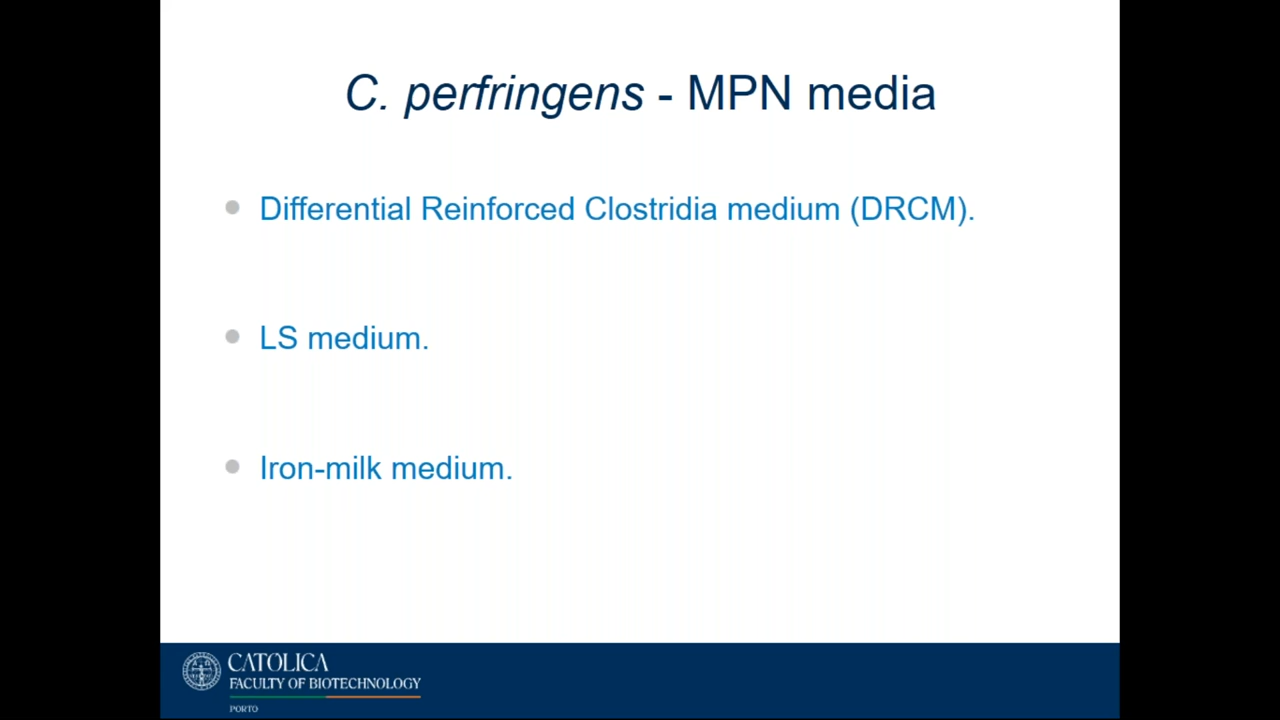 C. perfringens - MPN media
Differential Reinforced Clostridia medium (DRCM).
LS medium.
Iron-milk medium.
CATOLICA
FACULTY OF BIOTECHNOLOGY
PORTO